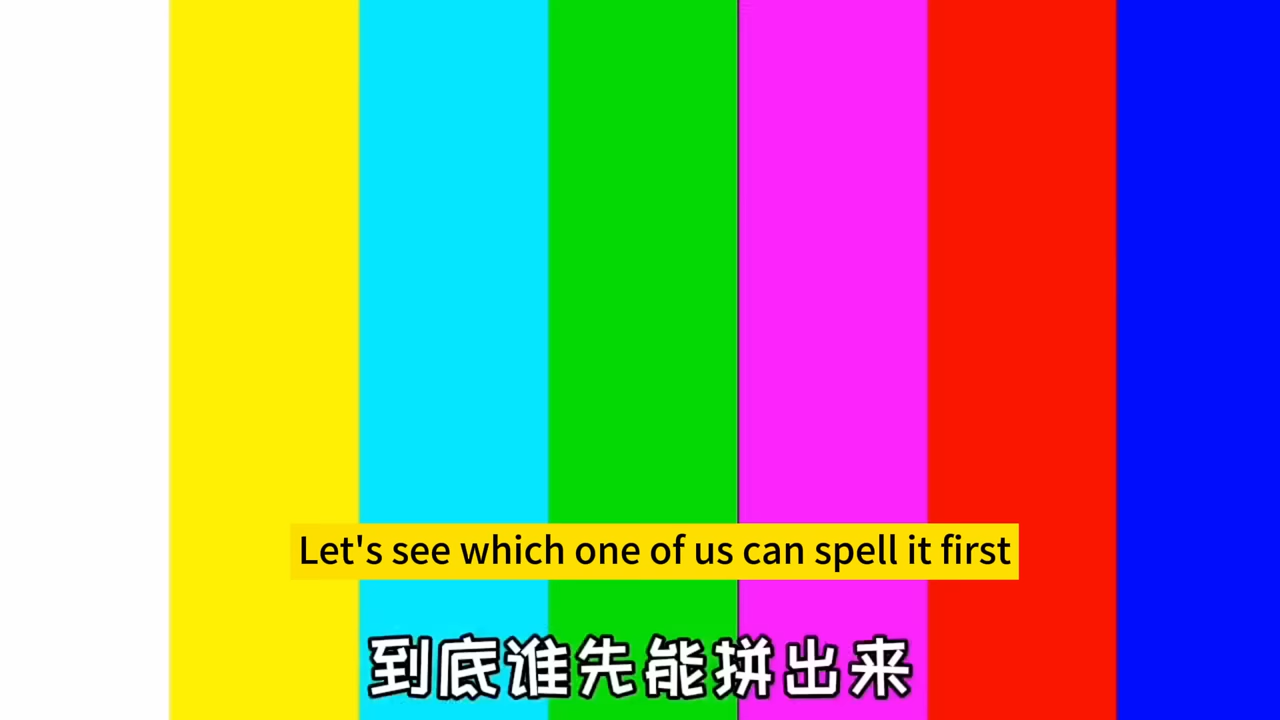 Let's see which one of us can spell it first
到底谁先能拼出来